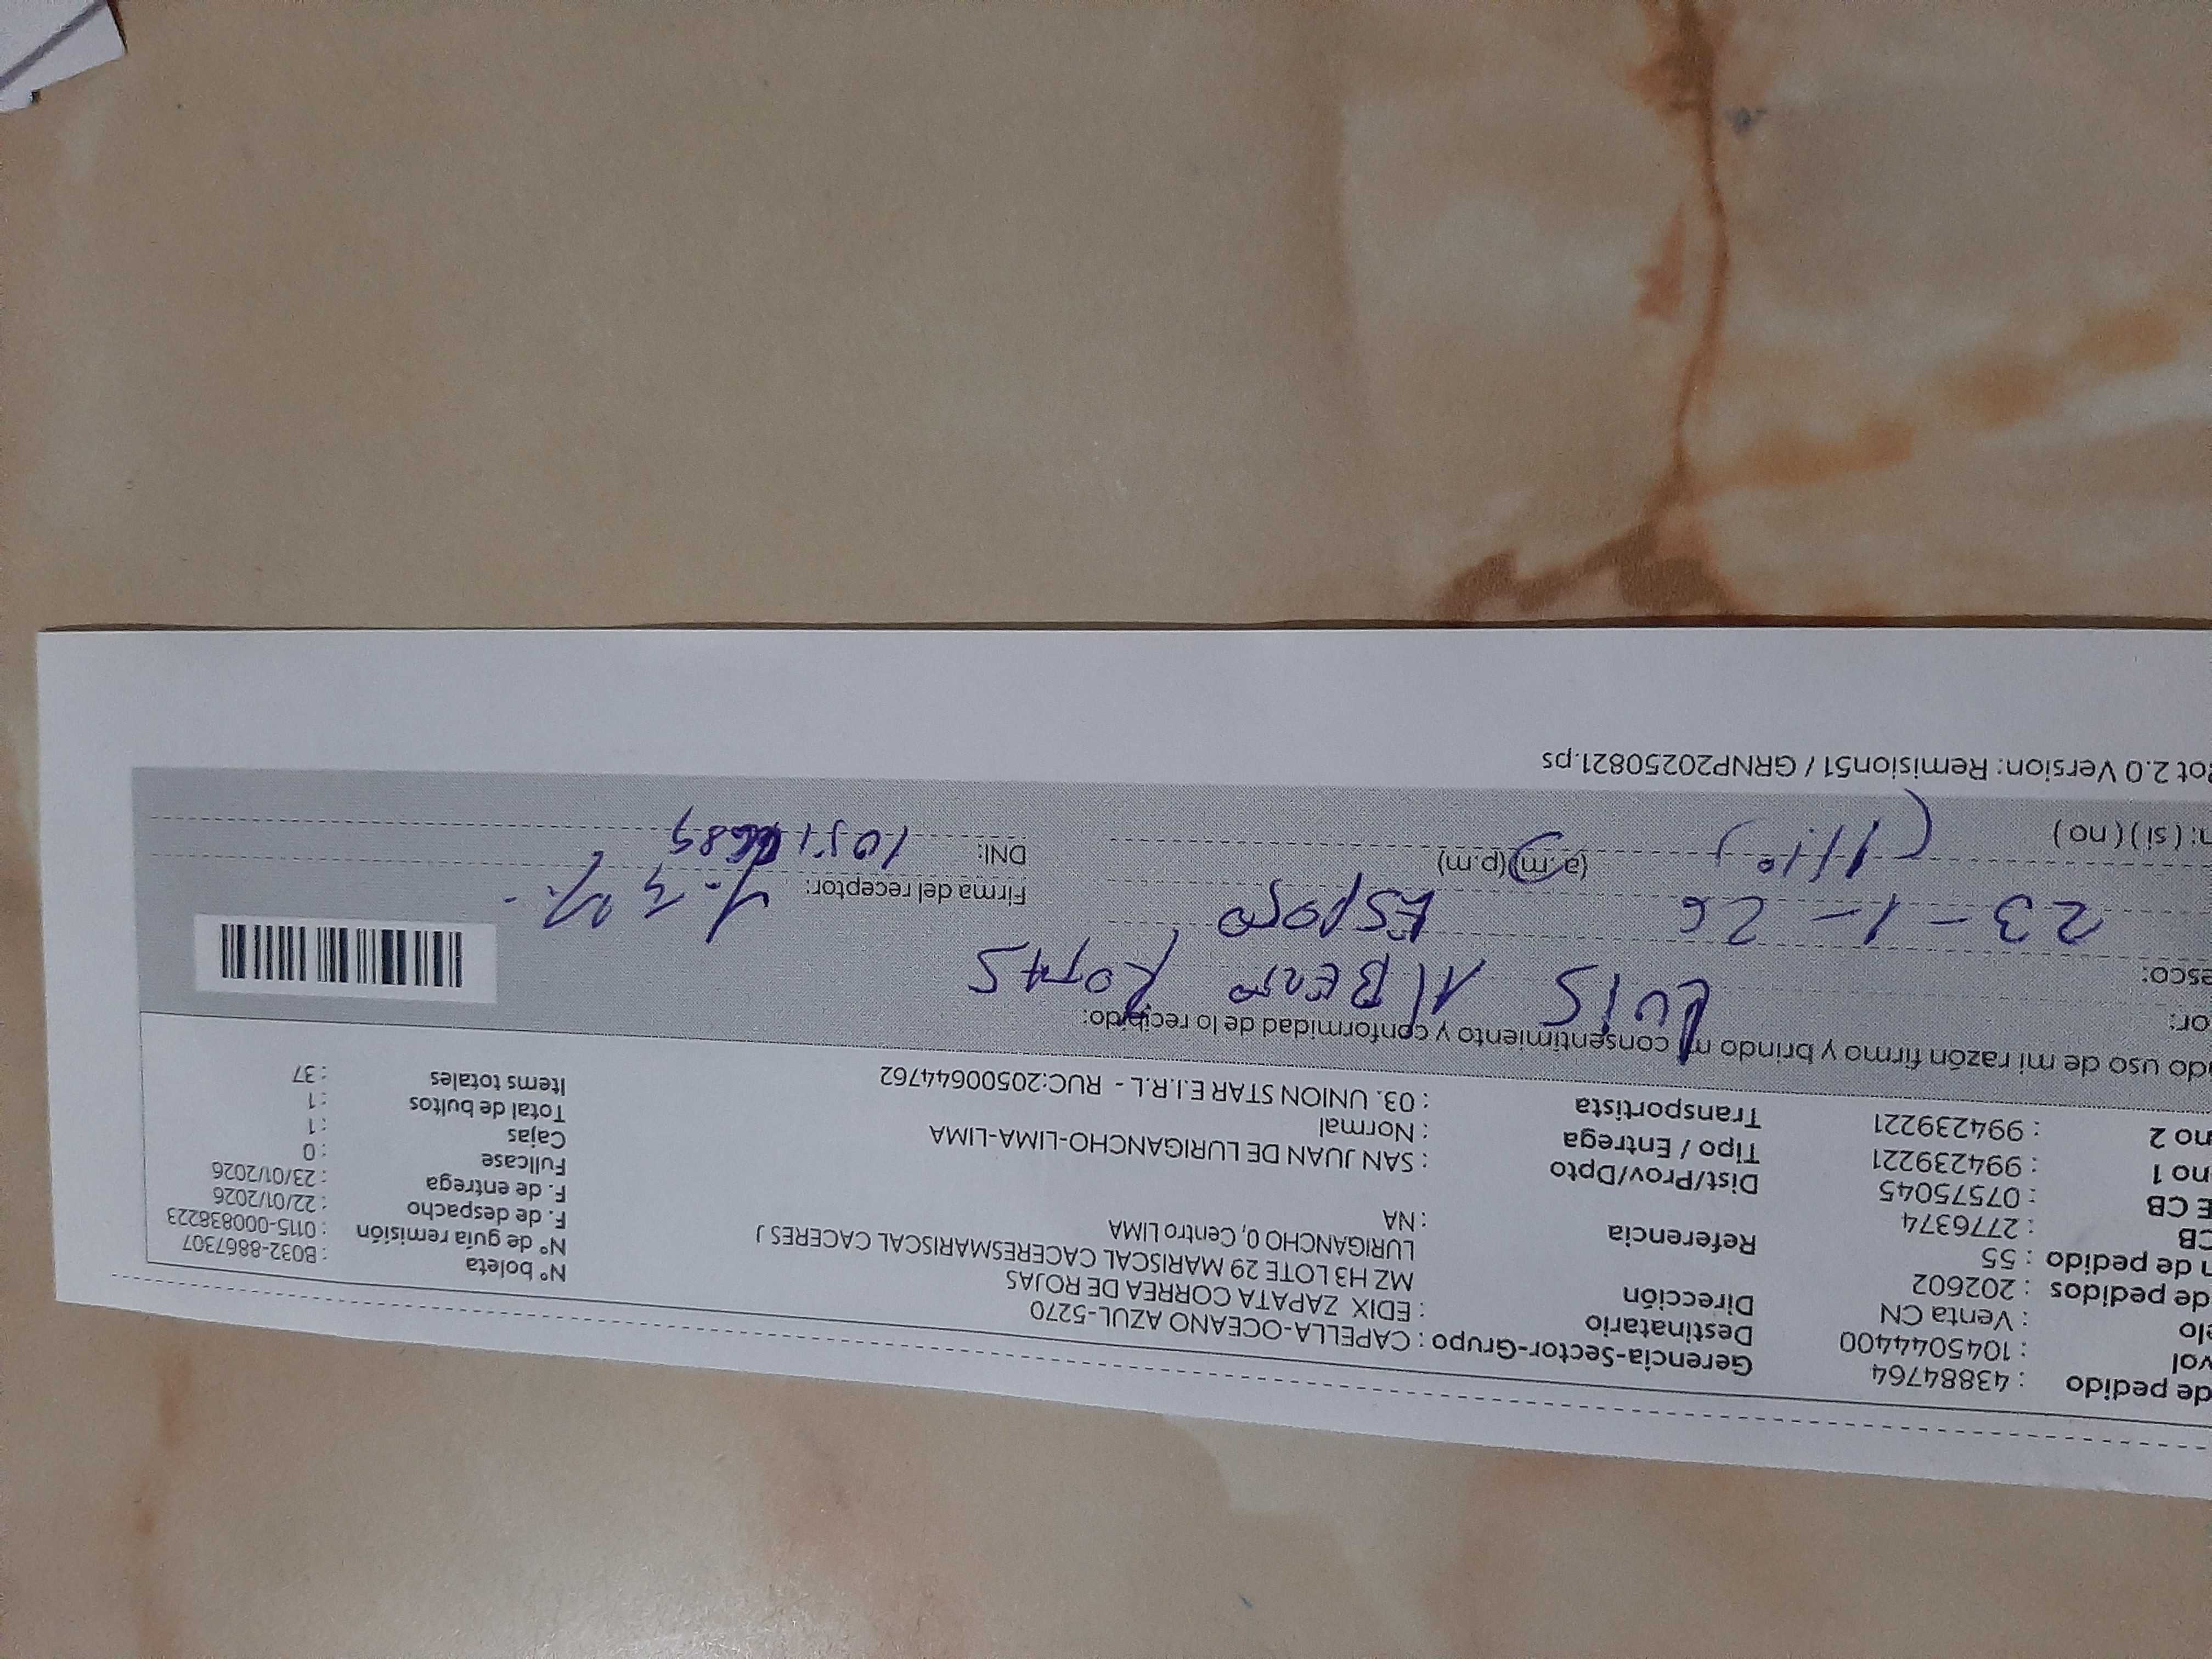 de pedido : 43884764
val : 1045044400
elo : Venta CN
de pedidos : 202602
n de pedido : 55
CB : 2776374
E CB : 07575045
no 1 : 994239221
no 2 : 994239221
Gerencia-Sector-Grupo : CAPELLA-OCEANO AZUL-5270
Destinatario : EDIX ZAPATA CORREA DE ROJAS
Dirección MZ H3 LOTE 29 MARISCAL CACERESMARISCAL CACERES J
LURIGANCHO 0, Centro LIMA
Referencia : NA
Dist/Prov/Dpto : SAN JUAN DE LURIGANCHO-LIMA-LIMA
Tipo / Entrega : Normal
Transportista : 03. UNION STAR E.I.R.L - RUC:20500644762
Nº boleta : B032-8867307
Nº de guía remisión : 0115-000838223
F. de despacho : 22/01/2026
F. de entrega : 23/01/2026
Fullcase : 0
Cajas : 1
Total de bultos : 1
Items totales : 37
do uso de mi razón firmo y brindo mi consentimiento y conformidad de lo recibido:
or: LUIS ALBERTO ROJAS
esco: Esposo
23-1-26
(a.m)(p.m)
Firma del receptor:
DNI:
n: (si) (no)
ot 2.0 Version: Remision51 / GRNP20250821.ps